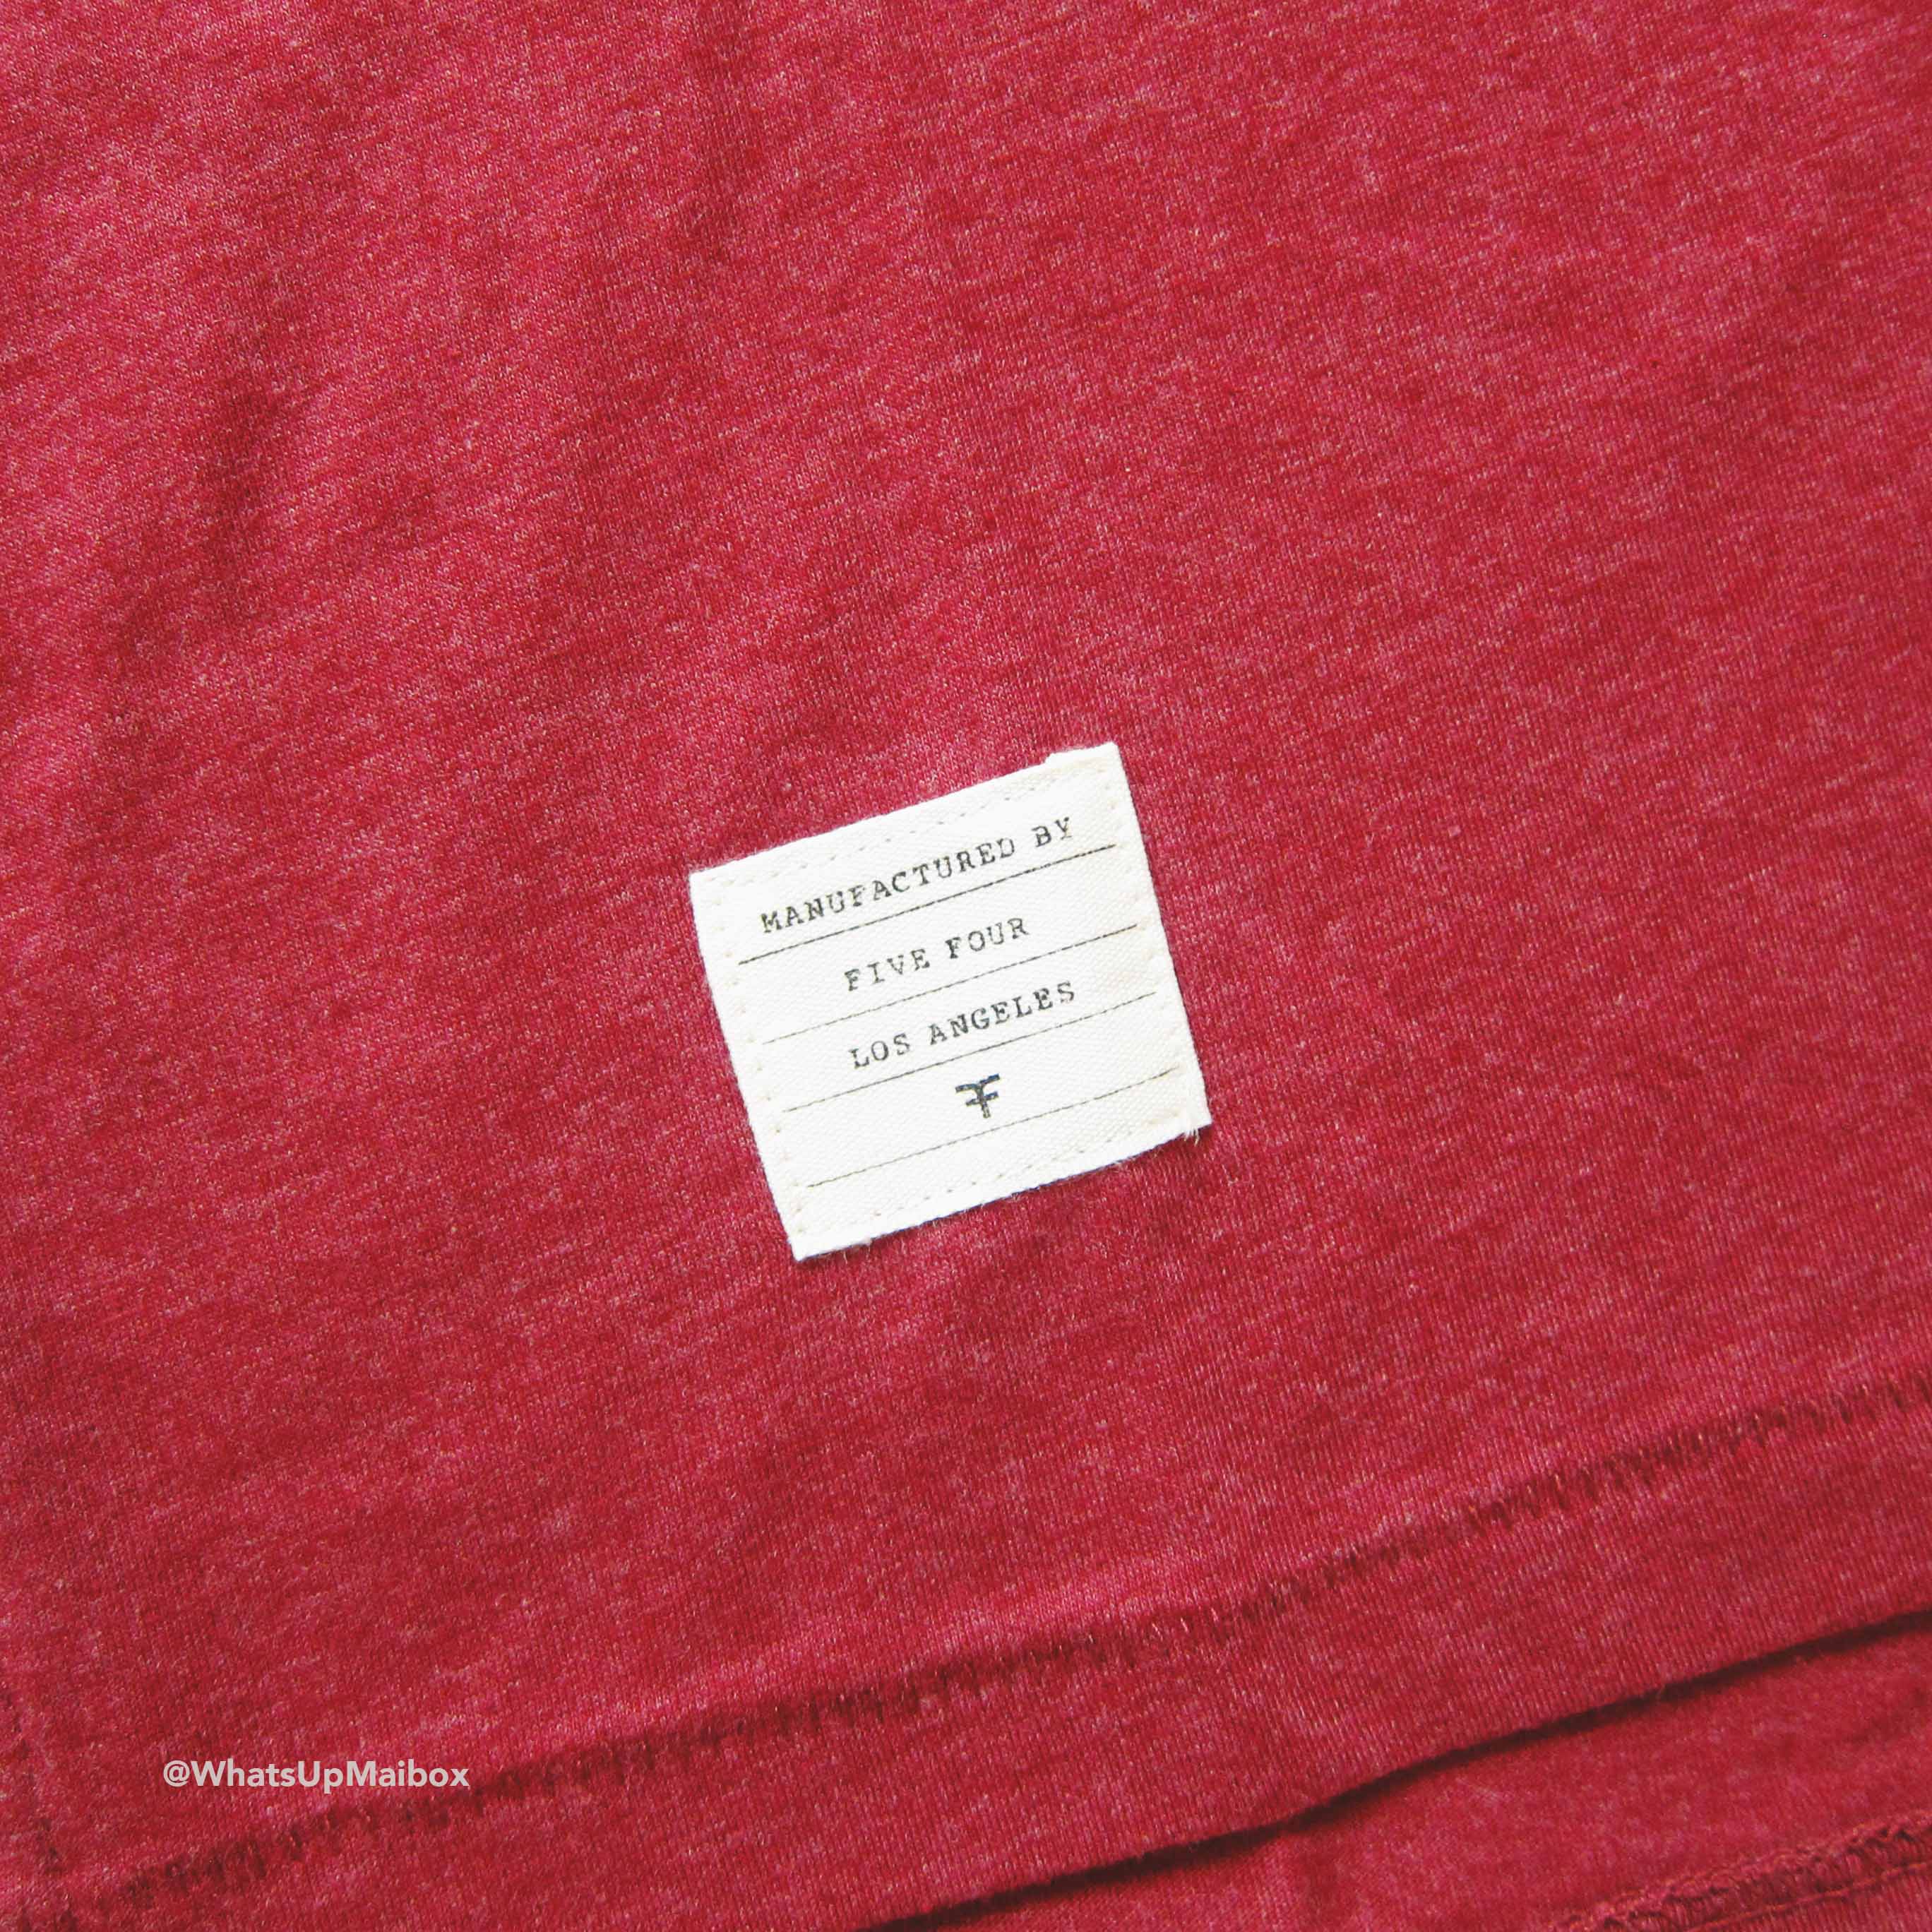 MANUFACTURED BY
FIVE FOUR
LOS ANGELES
@WhatsUpMaibox